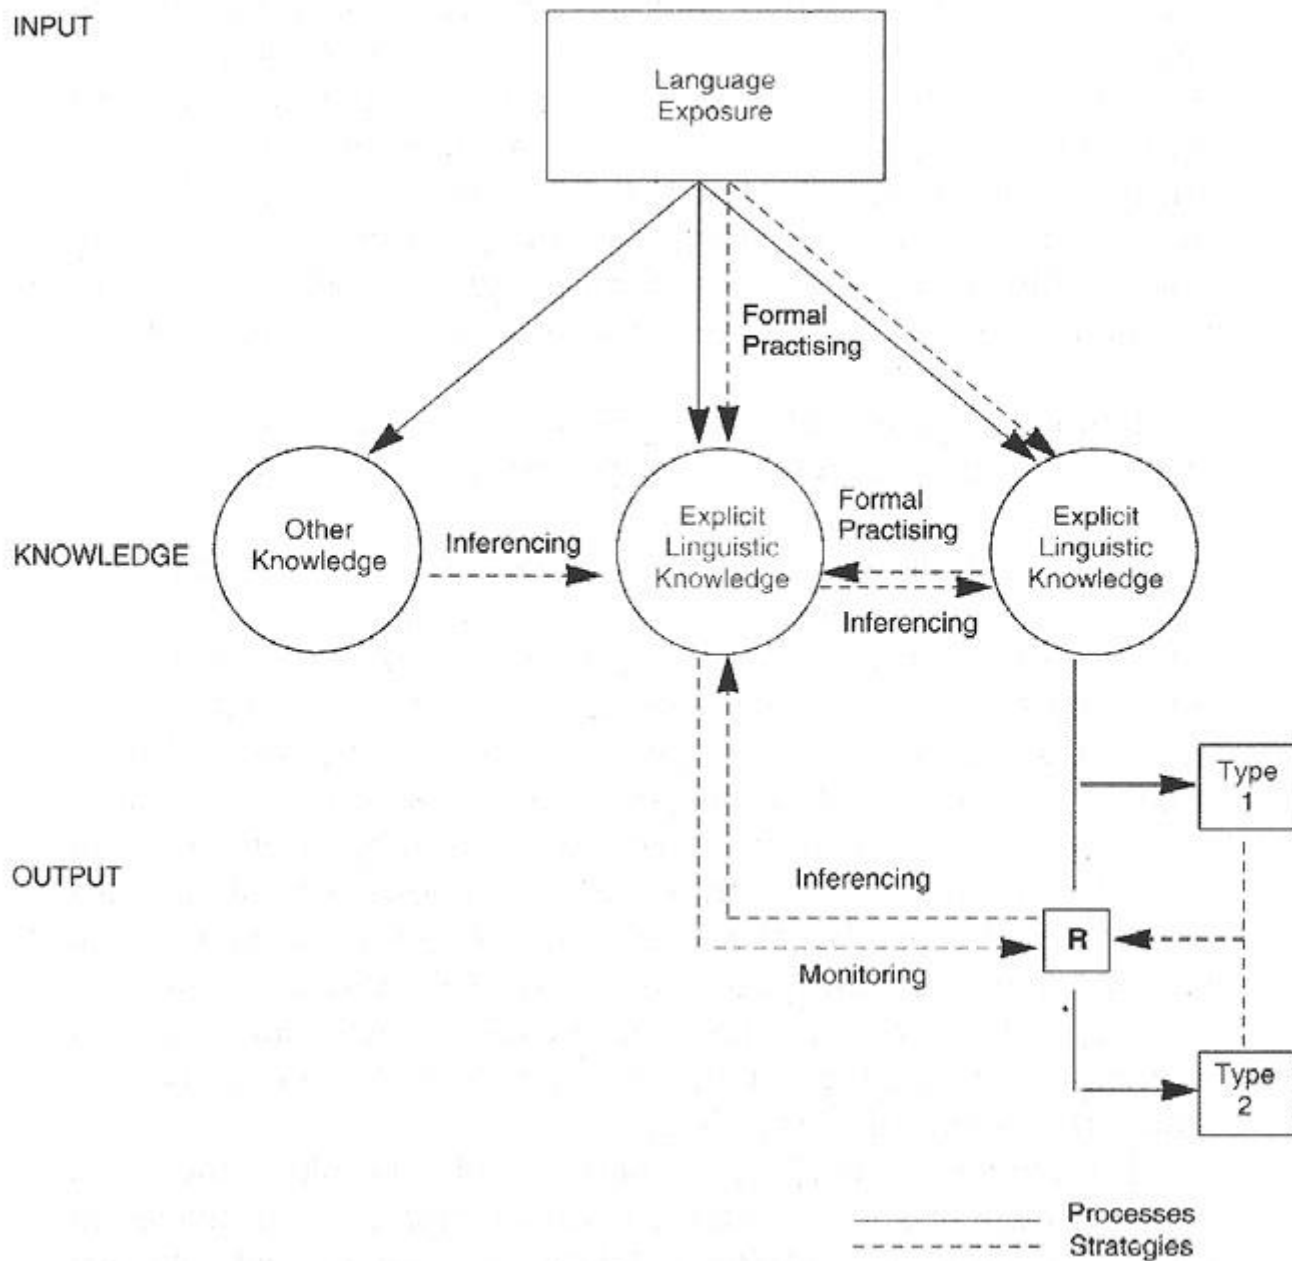 INPUT
Language
Exposure
Formal
Practising
KNOWLEDGE
Other
Knowledge
Inferencing
Explicit
Linguistic
Knowledge
Formal
Practising
Inferencing
Explicit
Linguistic
Knowledge
Type
1
OUTPUT
Inferencing
R
Monitoring
Type
2
Processes
Strategies